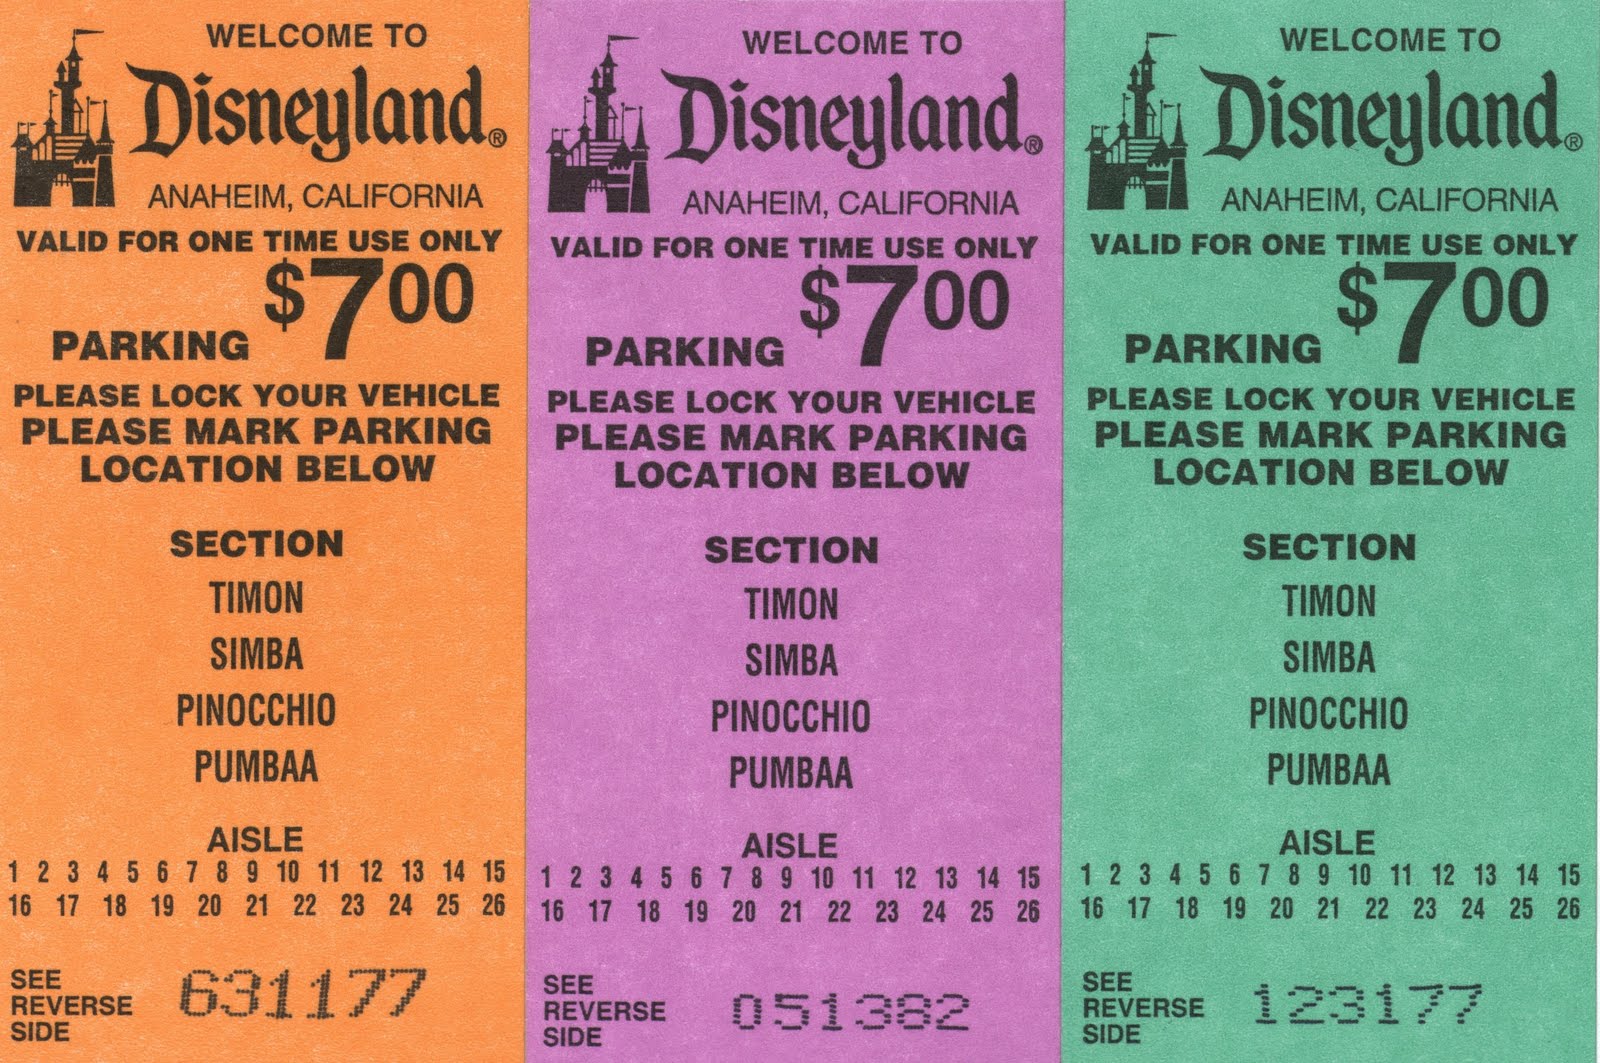 WELCOME TO
Disneyland®
ANAHEIM, CALIFORNIA
VALID FOR ONE TIME USE ONLY
PARKING $7 00
PLEASE LOCK YOUR VEHICLE
PLEASE MARK PARKING
LOCATION BELOW
SECTION
TIMON
SIMBA
PINOCCHIO
PUMBAA
AISLE
1 2 3 4 5 6 7 8 9 10 11 12 13 14 15
16 17 18 19 20 21 22 23 24 25 26
SEE
REVERSE
SIDE
631177
WELCOME TO
Disneyland®
ANAHEIM, CALIFORNIA
VALID FOR ONE TIME USE ONLY
PARKING $7 00
PLEASE LOCK YOUR VEHICLE
PLEASE MARK PARKING
LOCATION BELOW
SECTION
TIMON
SIMBA
PINOCCHIO
PUMBAA
AISLE
1 2 3 4 5 6 7 8 9 10 11 12 13 14 15
16 17 18 19 20 21 22 23 24 25 26
SEE
REVERSE
SIDE
051382
WELCOME TO
Disneyland®
ANAHEIM, CALIFORNIA
VALID FOR ONE TIME USE ONLY
PARKING $7 00
PLEASE LOCK YOUR VEHICLE
PLEASE MARK PARKING
LOCATION BELOW
SECTION
TIMON
SIMBA
PINOCCHIO
PUMBAA
AISLE
1 2 3 4 5 6 7 8 9 10 11 12 13 14 15
16 17 18 19 20 21 22 23 24 25 26
SEE
REVERSE
SIDE
123177